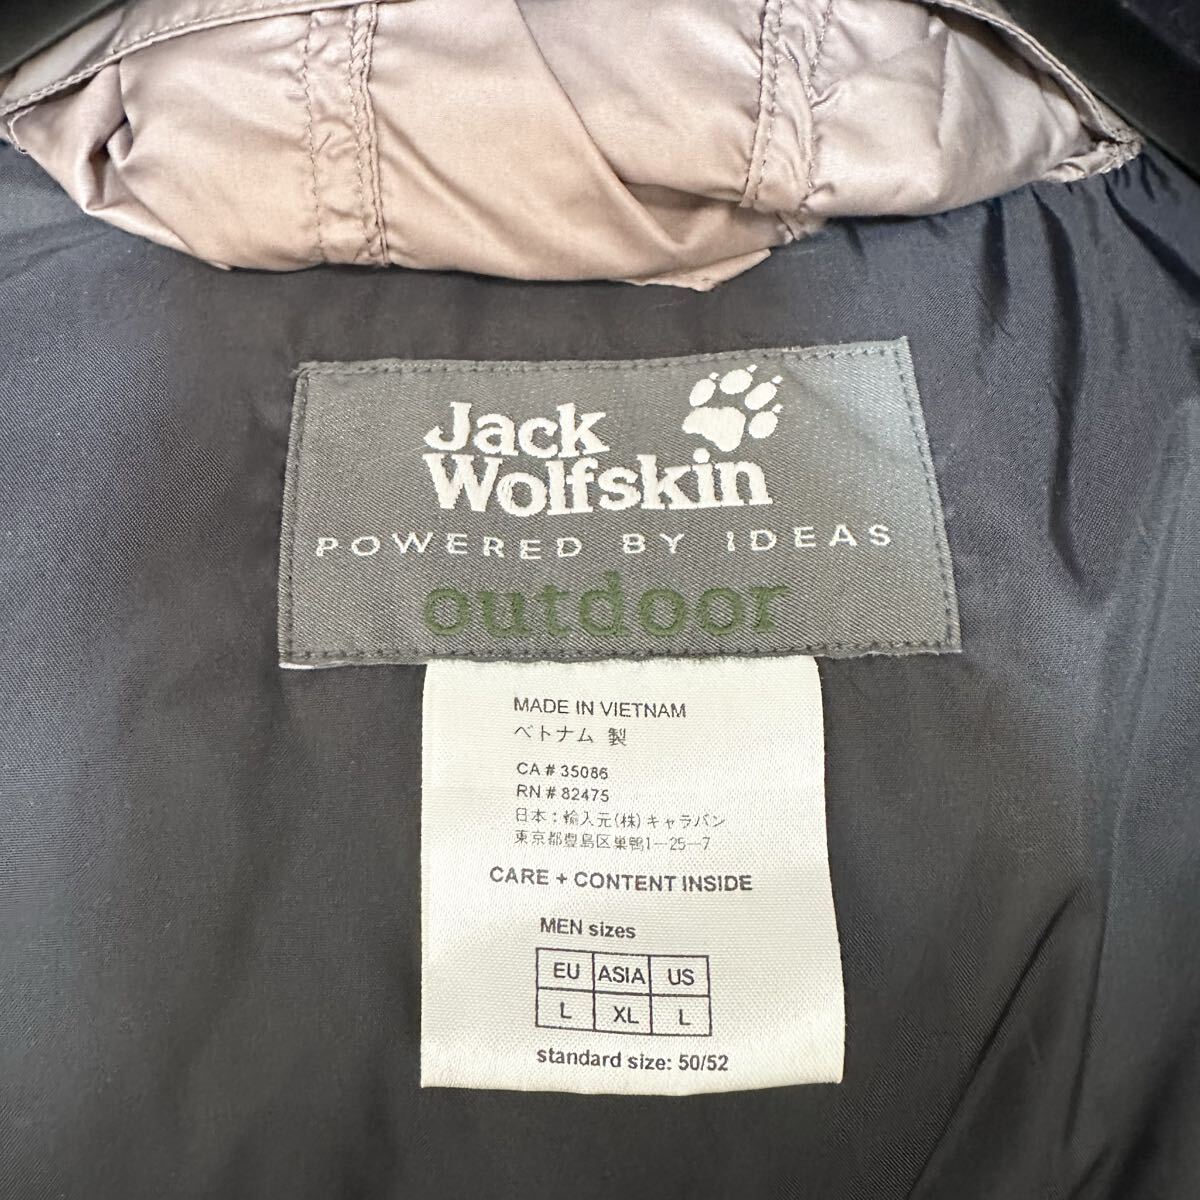 Jack
Wolfskin
POWERED BY IDEAS
outdoor
MADE IN VIETNAM
ベトナム 製
CA # 35086
RN # 82475
日本：輸入元(株)キャラバン
東京都豊島区巣鴨1-25-7
CARE + CONTENT INSIDE
MEN sizes
EU ASIA US
L XL L
standard size: 50/52